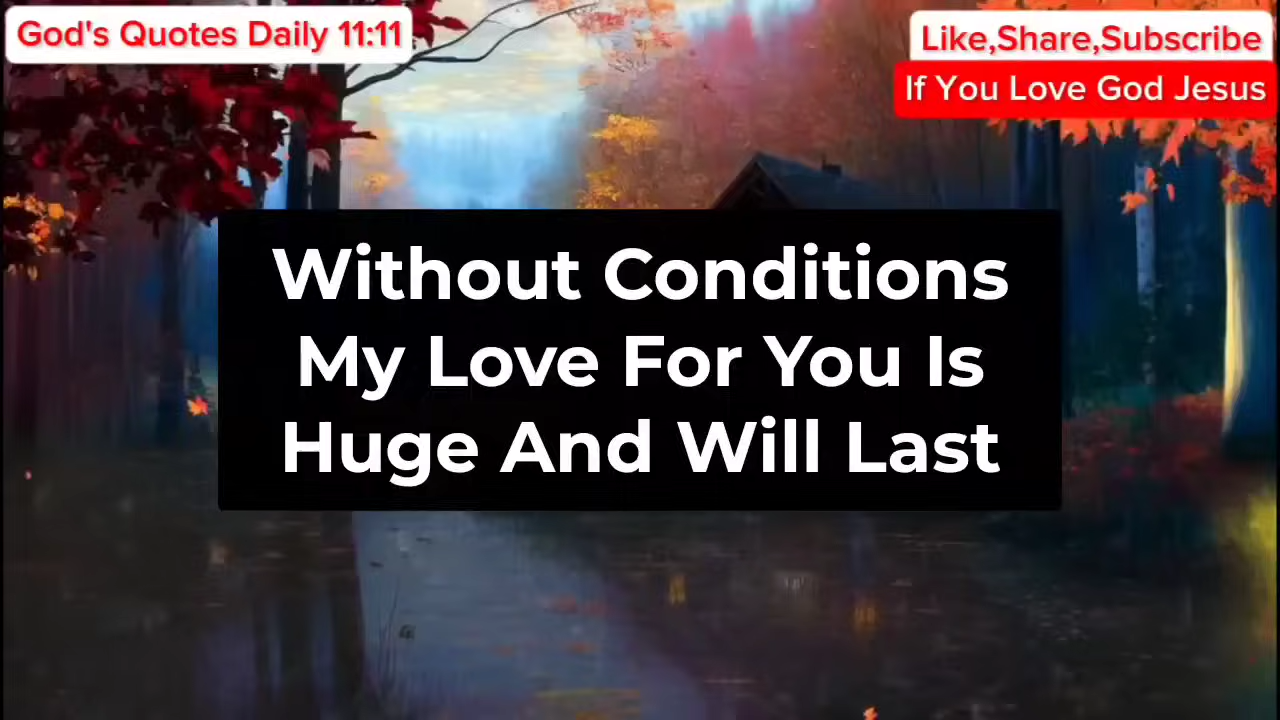 God's Quotes Daily 11:11
Like,Share,Subscribe
If You Love God Jesus
Without Conditions
My Love For You Is
Huge And Will Last